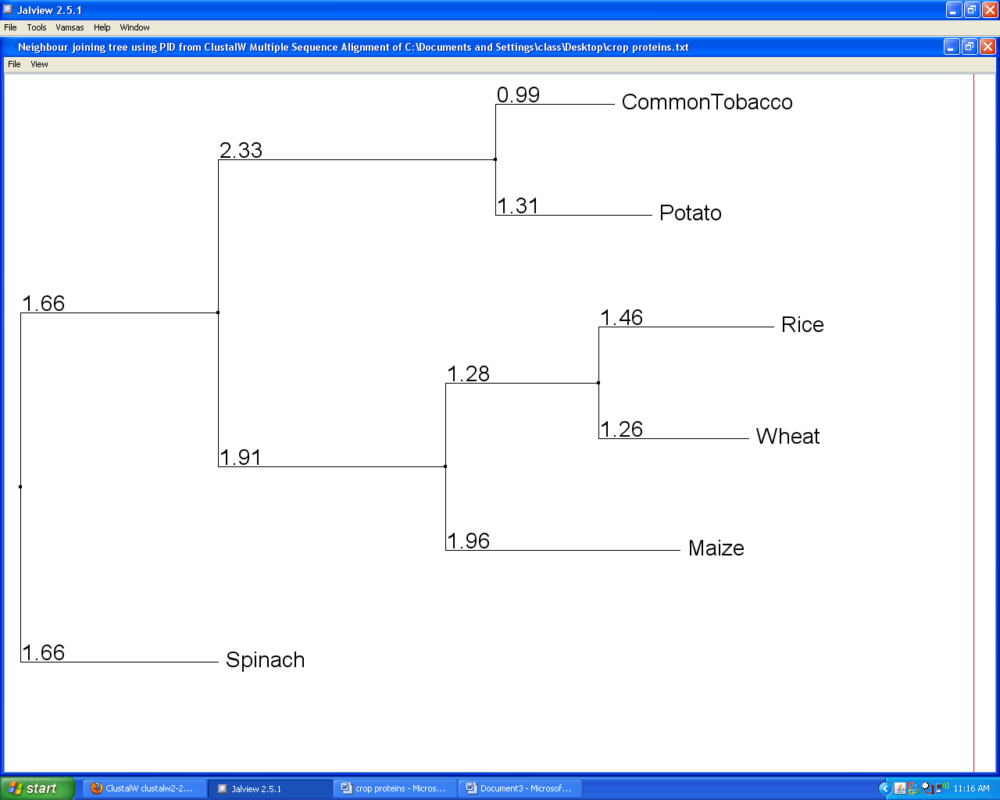 Jalview 2.5.1
File Tools Vamsas Help Window
Neighbour joining tree using PID from ClustalW Multiple Sequence Alignment of C:\Documents and Settings\class\Desktop\crop proteins.txt
File View
0.99 CommonTobacco
2.33
1.31 Potato
1.66
1.46 Rice
1.28
1.26 Wheat
1.91
1.96 Maize
1.66 Spinach
start ClustalW clustalw2-2... Jalview 2.5.1 crop proteins - Micros... Document3 - Microsof... 11:16 AM